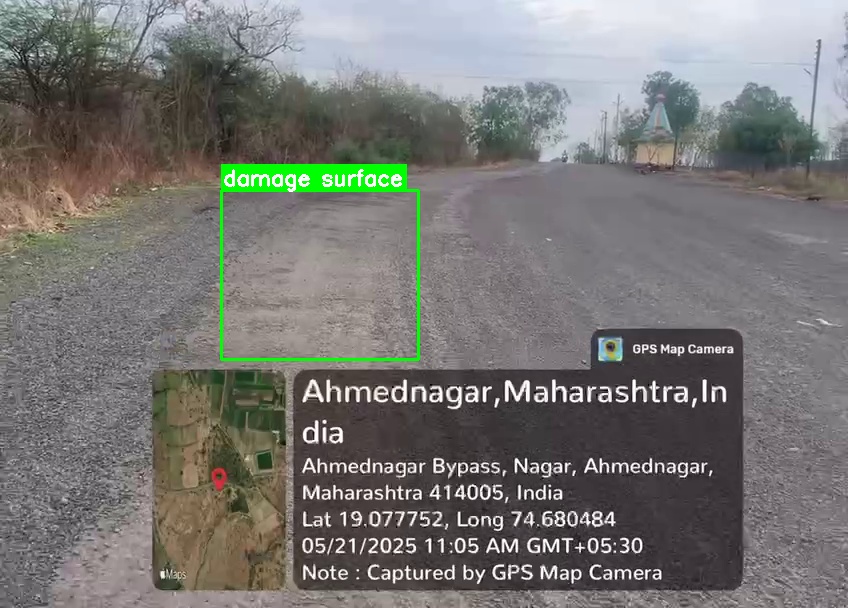 damage surface
GPS Map Camera
Ahmednagar,Maharashtra,In
dia
Ahmednagar Bypass, Nagar, Ahmednagar,
Maharashtra 414005, India
Lat 19.077752, Long 74.680484
05/21/2025 11:05 AM GMT+05:30
Note : Captured by GPS Map Camera
Maps